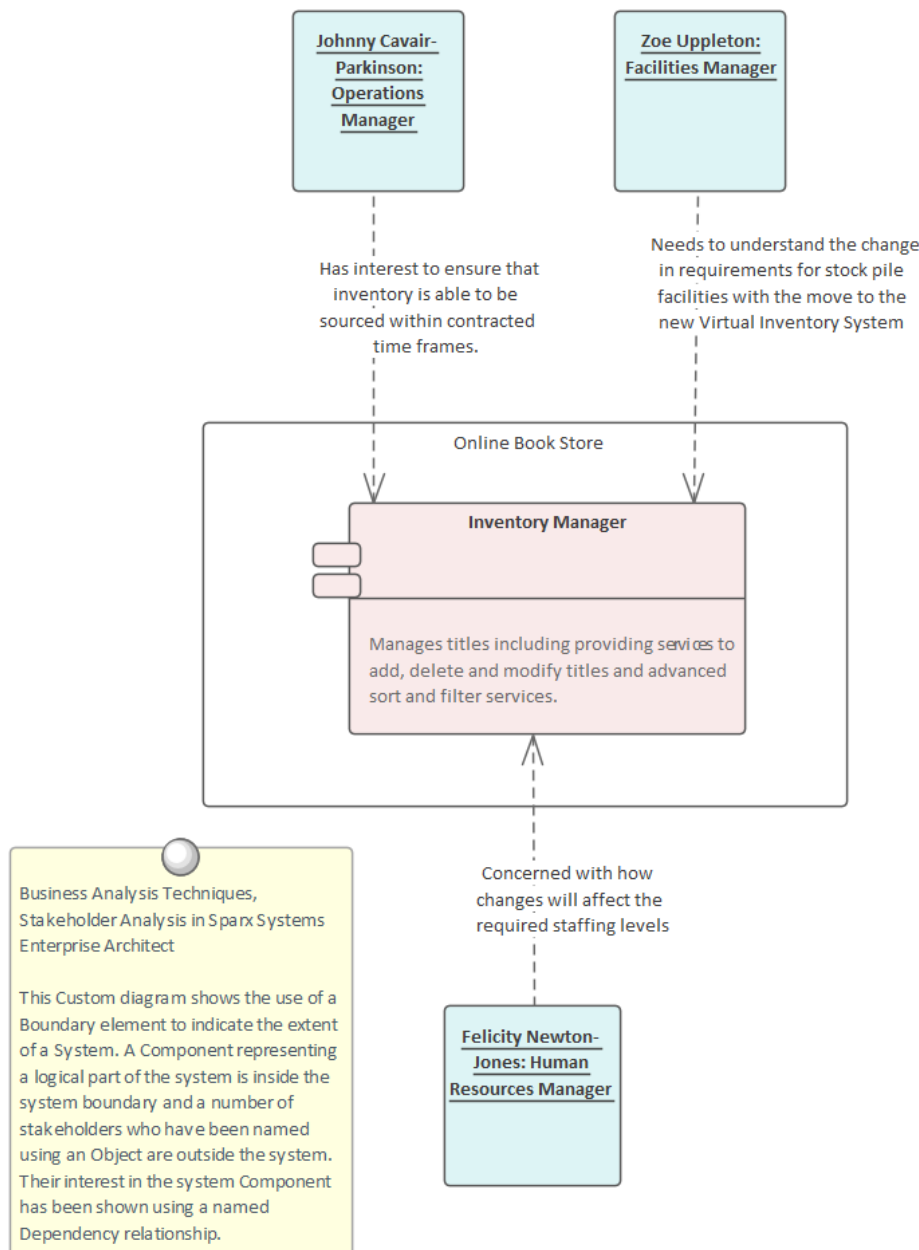 Johnny Cavair-
Parkinson:
Operations
Manager
Zoe Uppleton:
Facilities Manager
Has interest to ensure that
inventory is able to be
sourced within contracted
time frames.
Needs to understand the change
in requirements for stock pile
facilities with the move to the
new Virtual Inventory System
Online Book Store
Inventory Manager
Manages titles including providing services to
add, delete and modify titles and advanced
sort and filter services.
Concerned with how
changes will affect the
required staffing levels
Felicity Newton-
Jones: Human
Resources Manager
Business Analysis Techniques,
Stakeholder Analysis in Sparx Systems
Enterprise Architect
This Custom diagram shows the use of a
Boundary element to indicate the extent
of a System. A Component representing
a logical part of the system is inside the
system boundary and a number of
stakeholders who have been named
using an Object are outside the system.
Their interest in the system Component
has been shown using a named
Dependency relationship.